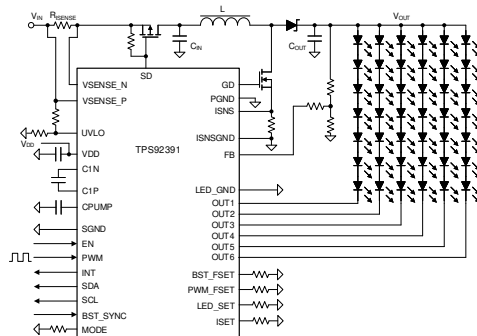 VIN
RISENSE
L
VOUT
CIN
COUT
SD
VSENSE_N
VSENSE_P
UVLO
VDD
VDD
C1N
C1P
CPUMP
SGND
EN
PWM
INT
SDA
SCL
BST_SYNC
MODE
TPS92391
GD
PGND
ISNS
ISNSGND
FB
LED_GND
OUT1
OUT2
OUT3
OUT4
OUT5
OUT6
BST_FSET
PWM_FSET
LED_SET
ISET